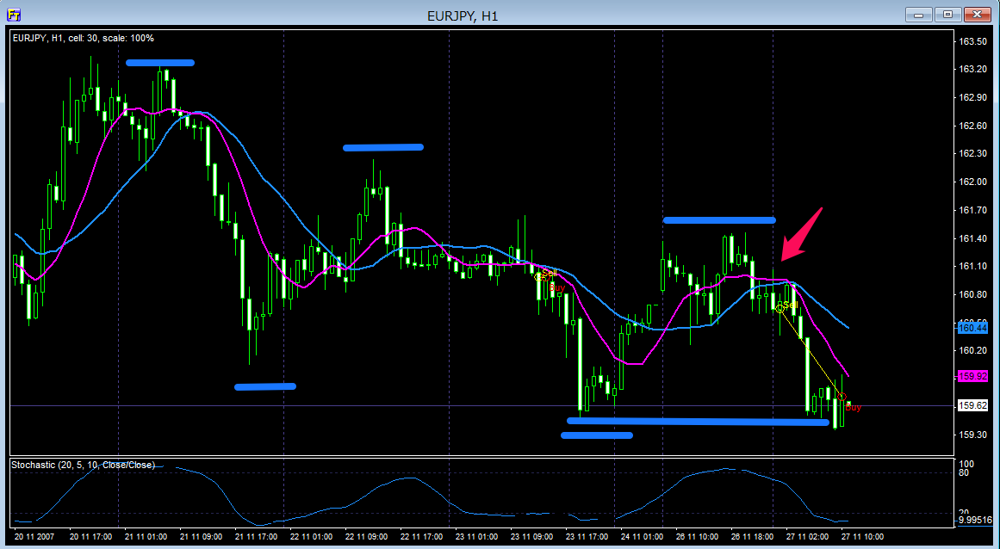 FT
EURJPY, H1
EURJPY, H1, cell: 30, scale: 100%
163.50
163.20
162.90
162.60
162.30
162.00
161.70
161.40
161.10
160.80
160.50
160.44
160.20
159.92
159.62
159.30
Sell
Buy
Sell
Buy
Stochastic (20, 5, 10, Close/Close)
100
80
20
9.99516
20 11 2007 20 11 17:00 21 11 01:00 21 11 09:00 21 11 17:00 22 11 01:00 22 11 09:00 22 11 17:00 23 11 01:00 23 11 09:00 23 11 17:00 24 11 01:00 26 11 10:00 26 11 18:00 27 11 02:00 27 11 10:00